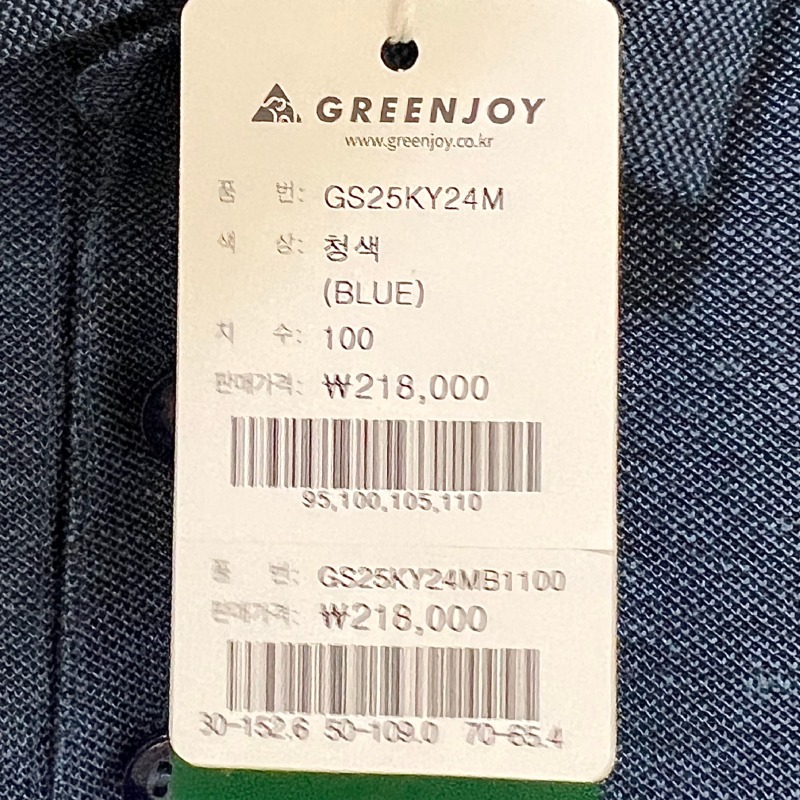 GREENJOY
www.greenjoy.co.kr
품 번: GS25KY24M
색 상: 청색
(BLUE)
치 수: 100
판매가격: ₩218,000
95,100,105,110
품 번: GS25KY24MB1100
판매가격: ₩218,000
30-152.6 50-109.0 70-65.4